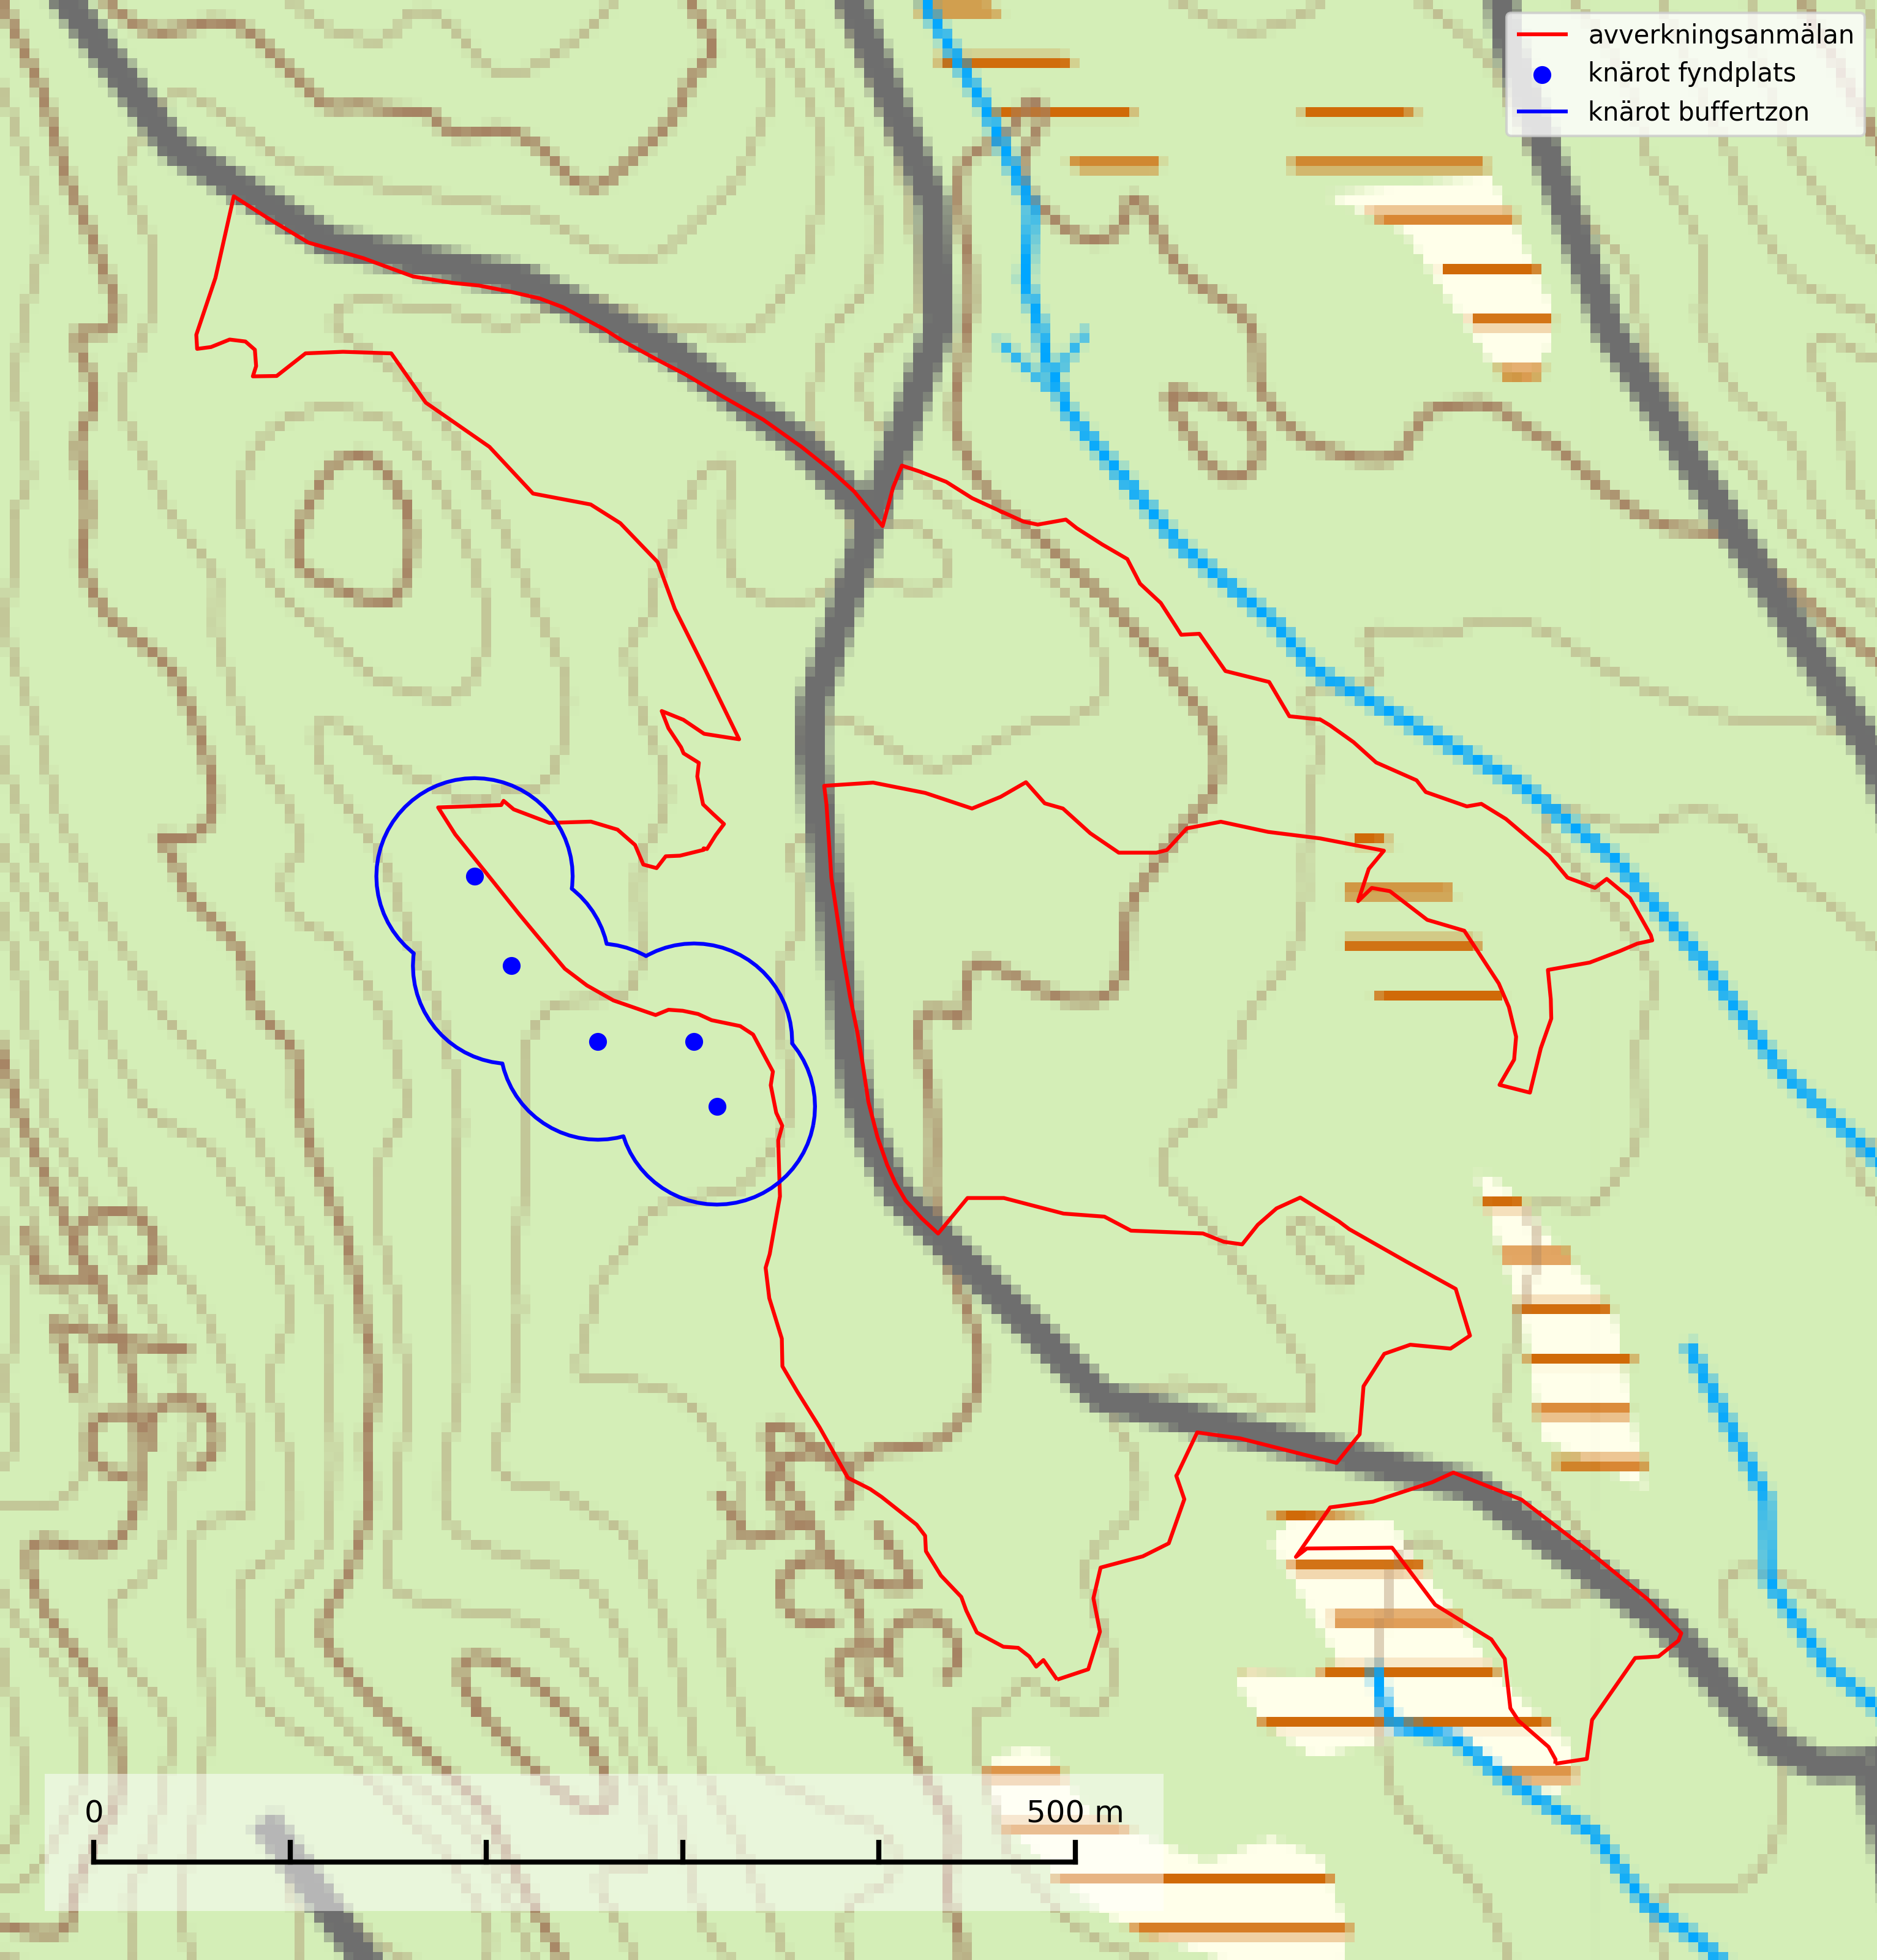 avverkningsanmälan
knärot fyndplats
knärot buffertzon
0
500 m